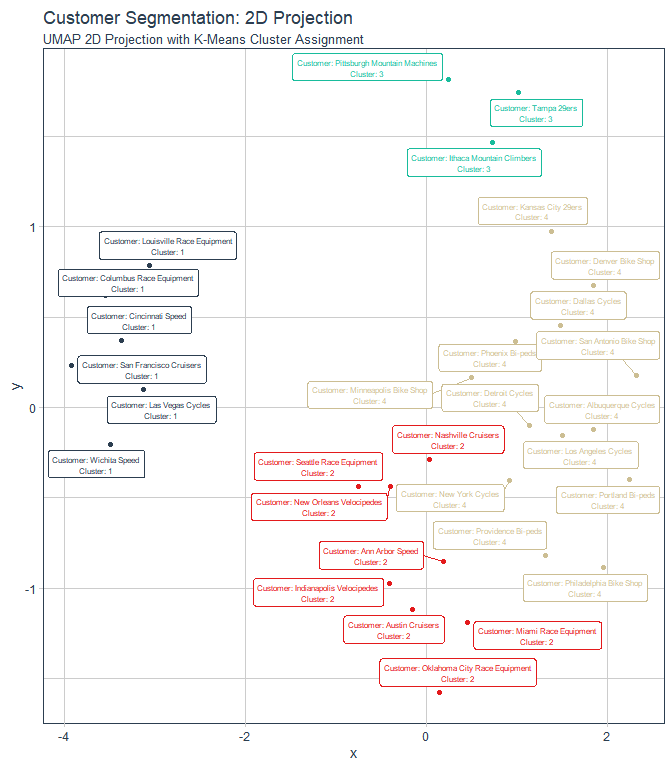 Customer Segmentation: 2D Projection
UMAP 2D Projection with K-Means Cluster Assignment
Customer: Pittsburgh Mountain Machines
Cluster: 3
Customer: Tampa 29ers
Cluster: 3
Customer: Ithaca Mountain Climbers
Cluster: 3
Customer: Kansas City 29ers
Cluster: 4
Customer: Louisville Race Equipment
Cluster: 1
Customer: Denver Bike Shop
Cluster: 4
Customer: Columbus Race Equipment
Cluster: 1
Customer: Dallas Cycles
Cluster: 4
Customer: Cincinnati Speed
Cluster: 1
Customer: San Antonio Bike Shop
Cluster: 4
Customer: Phoenix Bi-peds
Cluster: 4
Customer: San Francisco Cruisers
Cluster: 1
Customer: Minneapolis Bike Shop
Cluster: 4
Customer: Detroit Cycles
Cluster: 4
Customer: Las Vegas Cycles
Cluster: 1
Customer: Albuquerque Cycles
Cluster: 4
Customer: Nashville Cruisers
Cluster: 2
Customer: Los Angeles Cycles
Cluster: 4
Customer: Wichita Speed
Cluster: 1
Customer: Seattle Race Equipment
Cluster: 2
Customer: New Orleans Velocipedes
Cluster: 2
Customer: New York Cycles
Cluster: 4
Customer: Portland Bi-peds
Cluster: 4
Customer: Providence Bi-peds
Cluster: 4
Customer: Ann Arbor Speed
Cluster: 2
Customer: Indianapolis Velocipedes
Cluster: 2
Customer: Philadelphia Bike Shop
Cluster: 4
Customer: Austin Cruisers
Cluster: 2
Customer: Miami Race Equipment
Cluster: 2
Customer: Oklahoma City Race Equipment
Cluster: 2
1
0
-1
y
-4
-2
0
2
x